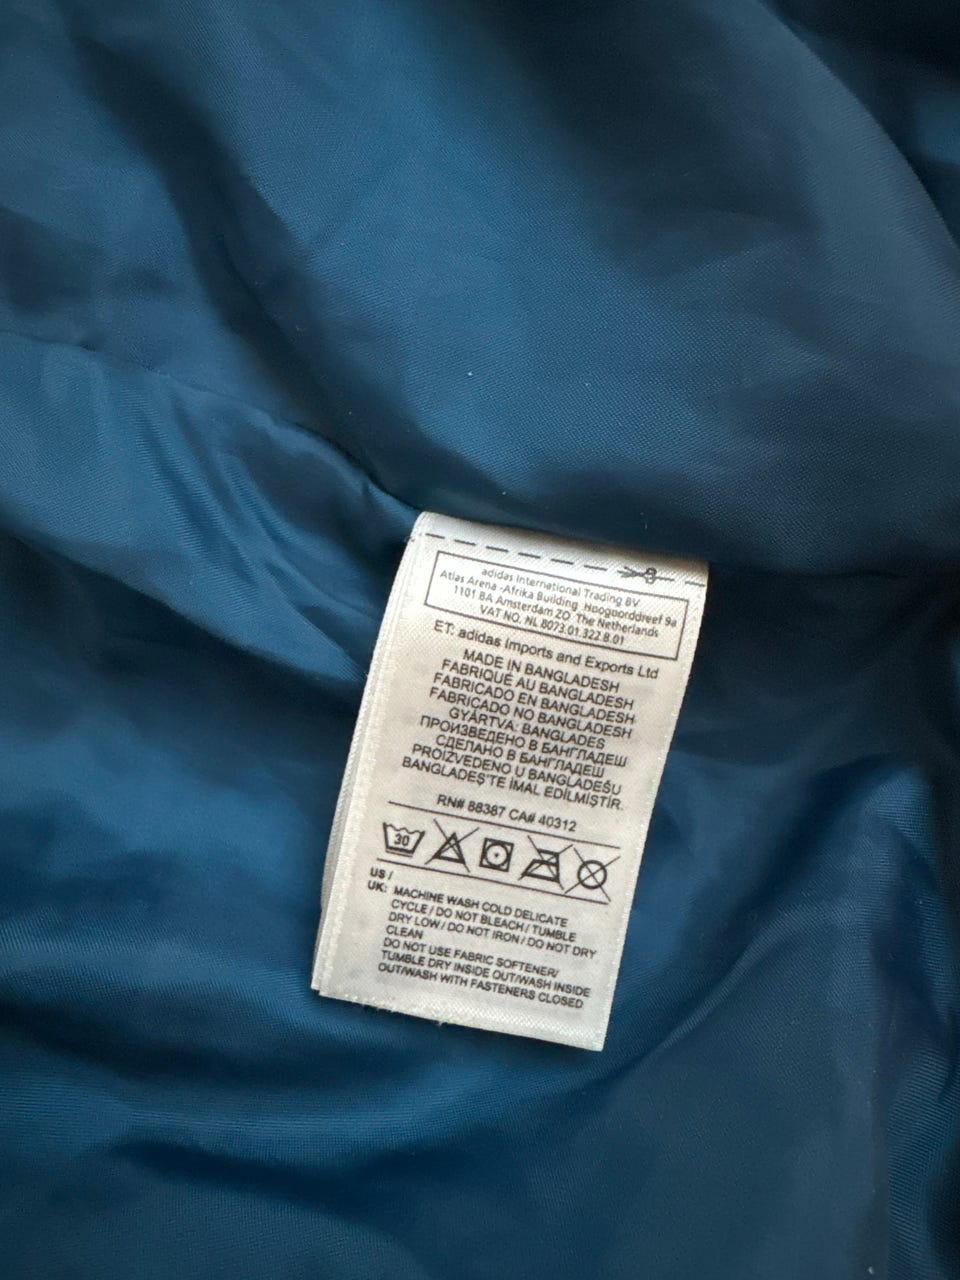 adidas International Trading BV
Atlas Arena -Afrika Building Hoogoorddreef 9a
1101 BA Amsterdam ZO The Netherlands
VAT NO. NL 8073.01.322.B.01
ET: adidas Imports and Exports Ltd
MADE IN BANGLADESH
FABRIQUÉ AU BANGLADESH
FABRICADO EN BANGLADESH
FABRICADO NO BANGLADESH
GYÁRTVA: BANGLADES
ПРОИЗВЕДЕНО В БАНГЛАДЕШ
СДЕЛАНО В БАНГЛАДЕШ
PROIZVEDENO U BANGLADEŠU
BANGLADEŞ'TE İMAL EDİLMİŞTİR.
RN# 88387 CA# 40312
30
US /
UK: MACHINE WASH COLD DELICATE
CYCLE / DO NOT BLEACH / TUMBLE
DRY LOW / DO NOT IRON / DO NOT DRY
CLEAN
DO NOT USE FABRIC SOFTENER/
TUMBLE DRY INSIDE OUT/WASH INSIDE
OUT/WASH WITH FASTENERS CLOSED